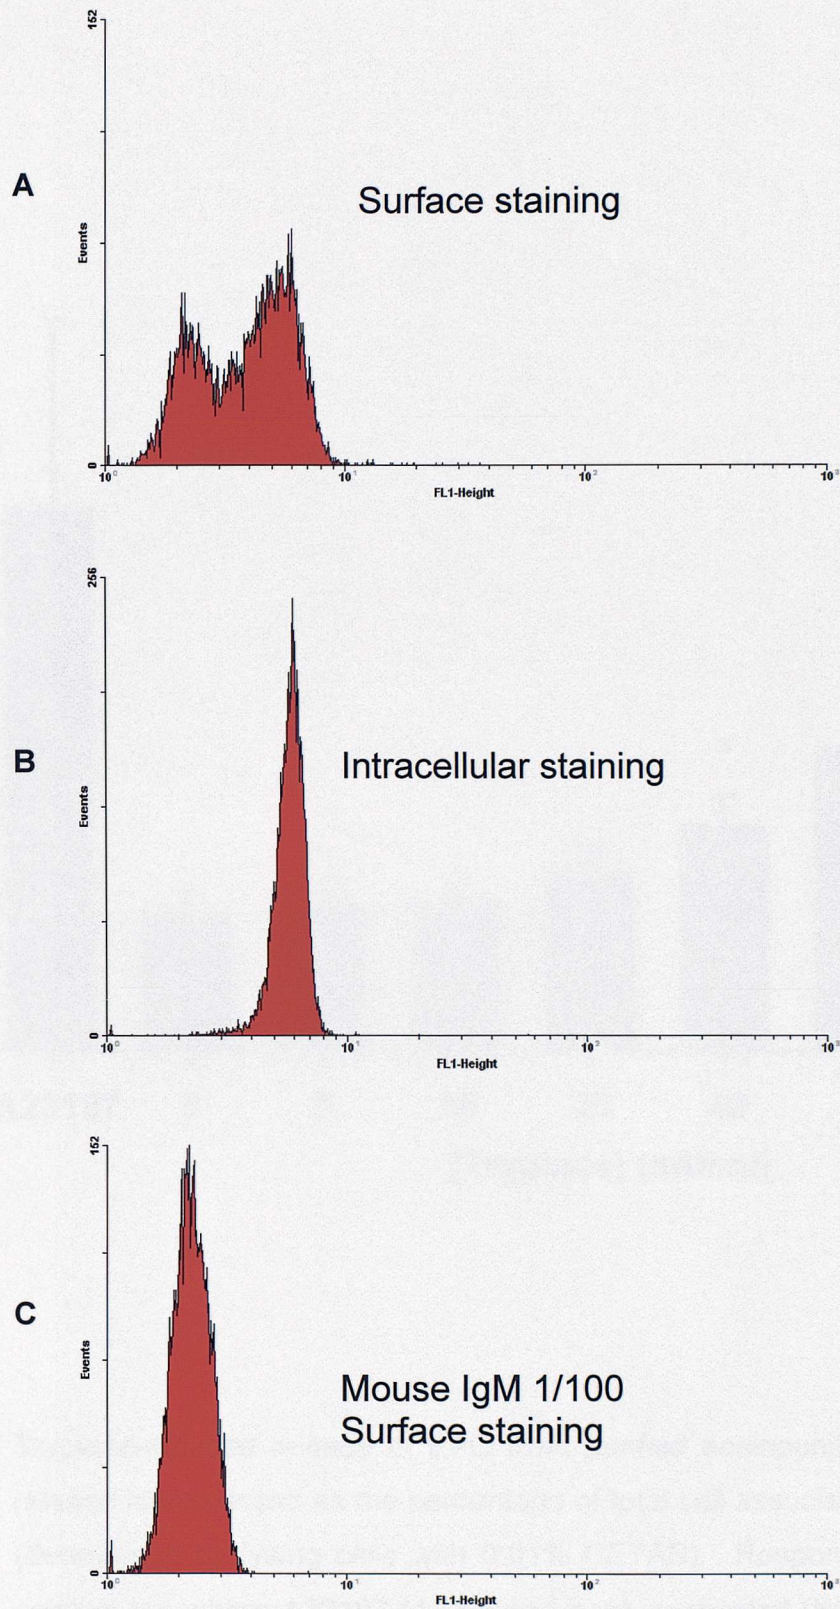 152
A
Surface staining
Events
0
10⁰ 10¹ 10² 10³
FL1-Height
256
B
Intracellular staining
Events
0
10⁰ 10¹ 10² 10³
FL1-Height
152
C
Events
Mouse IgM 1/100
Surface staining
0
10⁰ 10¹ 10² 10³
FL1-Height